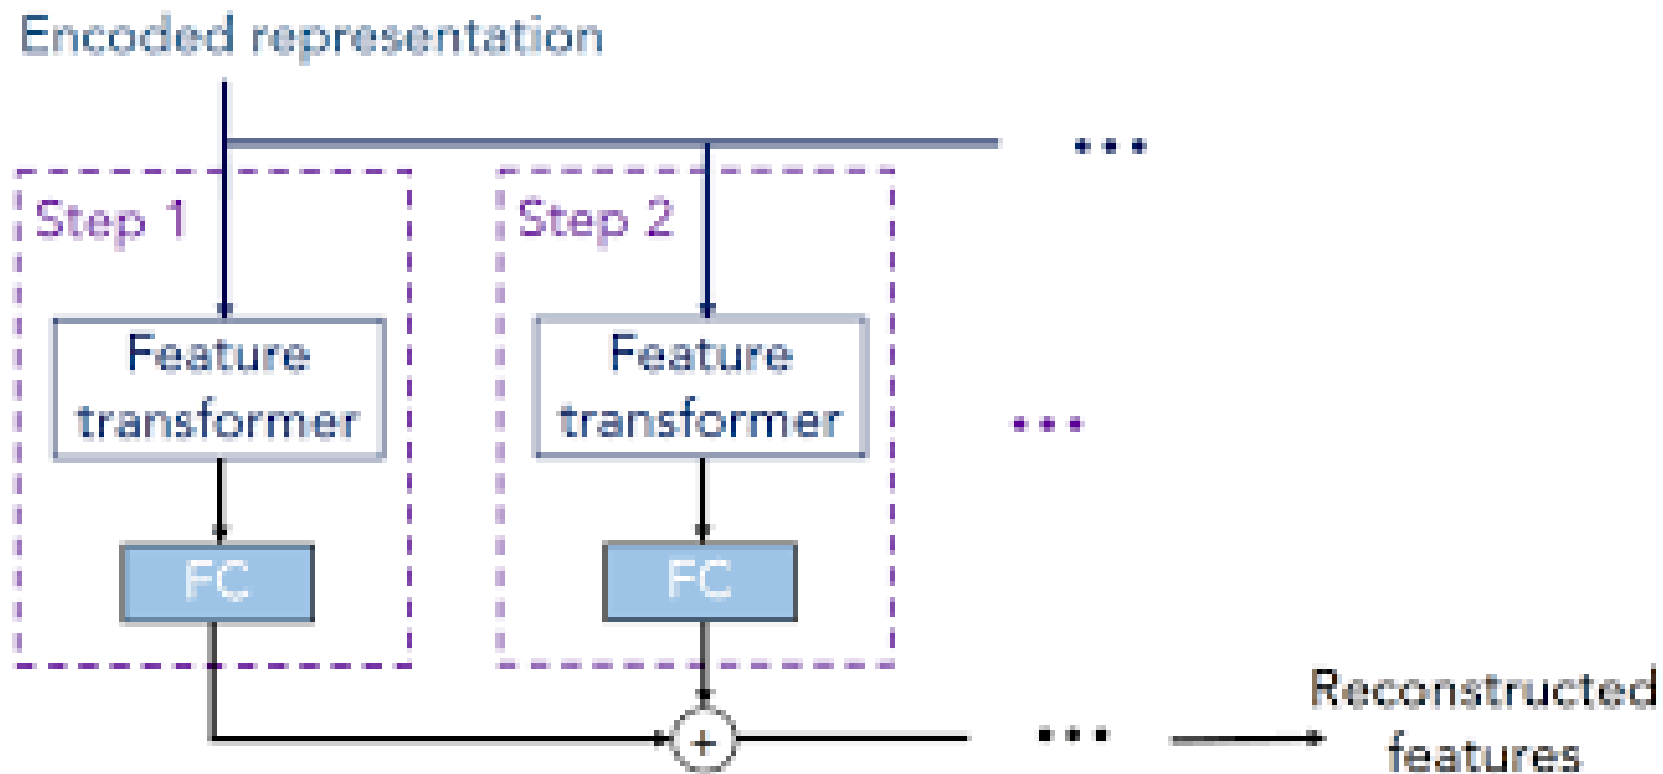 Encoded representation
...
Step 1
Step 2
Feature
transformer
Feature
transformer
...
FC
FC
+
...
Reconstructed
features